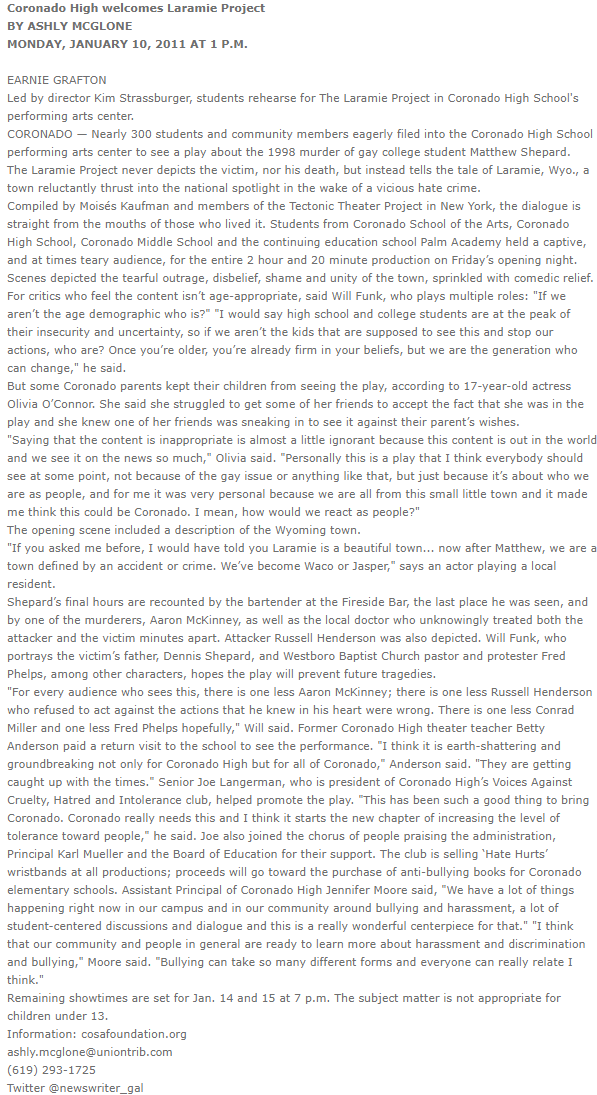 Coronado High welcomes Laramie Project
BY ASHLY MCGLONE
MONDAY, JANUARY 10, 2011 AT 1 P.M.
EARNIE GRAFTON
Led by director Kim Strassburger, students rehearse for The Laramie Project in Coronado High School's
performing arts center.
CORONADO — Nearly 300 students and community members eagerly filed into the Coronado High School
performing arts center to see a play about the 1998 murder of gay college student Matthew Shepard.
The Laramie Project never depicts the victim, nor his death, but instead tells the tale of Laramie, Wyo., a
town reluctantly thrust into the national spotlight in the wake of a vicious hate crime.
Compiled by Moisés Kaufman and members of the Tectonic Theater Project in New York, the dialogue is
straight from the mouths of those who lived it. Students from Coronado School of the Arts, Coronado
High School, Coronado Middle School and the continuing education school Palm Academy held a captive,
and at times teary audience, for the entire 2 hour and 20 minute production on Friday’s opening night.
Scenes depicted the tearful outrage, disbelief, shame and unity of the town, sprinkled with comedic relief.
For critics who feel the content isn’t age-appropriate, said Will Funk, who plays multiple roles: "If we
aren’t the age demographic who is?" "I would say high school and college students are at the peak of
their insecurity and uncertainty, so if we aren’t the kids that are supposed to see this and stop our
actions, who are? Once you’re older, you’re already firm in your beliefs, but we are the generation who
can change," he said.
But some Coronado parents kept their children from seeing the play, according to 17-year-old actress
Olivia O’Connor. She said she struggled to get some of her friends to accept the fact that she was in the
play and she knew one of her friends was sneaking in to see it against their parent’s wishes.
"Saying that the content is inappropriate is almost a little ignorant because this content is out in the world
and we see it on the news so much," Olivia said. "Personally this is a play that I think everybody should
see at some point, not because of the gay issue or anything like that, but just because it’s about who we
are as people, and for me it was very personal because we are all from this small little town and it made
me think this could be Coronado. I mean, how would we react as people?"
The opening scene included a description of the Wyoming town.
"If you asked me before, I would have told you Laramie is a beautiful town... now after Matthew, we are a
town defined by an accident or crime. We’ve become Waco or Jasper," says an actor playing a local
resident.
Shepard’s final hours are recounted by the bartender at the Fireside Bar, the last place he was seen, and
by one of the murderers, Aaron McKinney, as well as the local doctor who unknowingly treated both the
attacker and the victim minutes apart. Attacker Russell Henderson was also depicted. Will Funk, who
portrays the victim’s father, Dennis Shepard, and Westboro Baptist Church pastor and protester Fred
Phelps, among other characters, hopes the play will prevent future tragedies.
"For every audience who sees this, there is one less Aaron McKinney; there is one less Russell Henderson
who refused to act against the actions that he knew in his heart were wrong. There is one less Conrad
Miller and one less Fred Phelps hopefully," Will said. Former Coronado High theater teacher Betty
Anderson paid a return visit to the school to see the performance. "I think it is earth-shattering and
groundbreaking not only for Coronado High but for all of Coronado," Anderson said. "They are getting
caught up with the times." Senior Joe Langerman, who is president of Coronado High’s Voices Against
Cruelty, Hatred and Intolerance club, helped promote the play. "This has been such a good thing to bring
Coronado. Coronado really needs this and I think it starts the new chapter of increasing the level of
tolerance toward people," he said. Joe also joined the chorus of people praising the administration,
Principal Karl Mueller and the Board of Education for their support. The club is selling ‘Hate Hurts’
wristbands at all productions; proceeds will go toward the purchase of anti-bullying books for Coronado
elementary schools. Assistant Principal of Coronado High Jennifer Moore said, "We have a lot of things
happening right now in our campus and in our community around bullying and harassment, a lot of
student-centered discussions and dialogue and this is a really wonderful centerpiece for that." "I think
that our community and people in general are ready to learn more about harassment and discrimination
and bullying," Moore said. "Bullying can take so many different forms and everyone can really relate I
think."
Remaining showtimes are set for Jan. 14 and 15 at 7 p.m. The subject matter is not appropriate for
children under 13.
Information: cosafoundation.org
ashly.mcglone@uniontrib.com
(619) 293-1725
Twitter @newswriter_gal